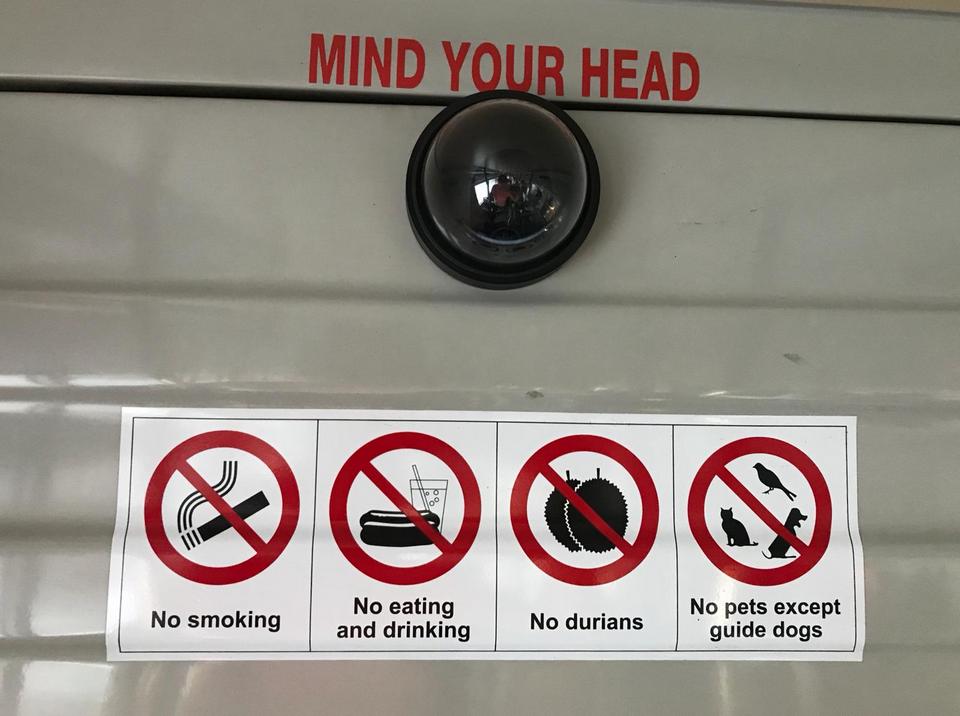 MIND YOUR HEAD
No smoking
No eating
and drinking
No durians
No pets except
guide dogs